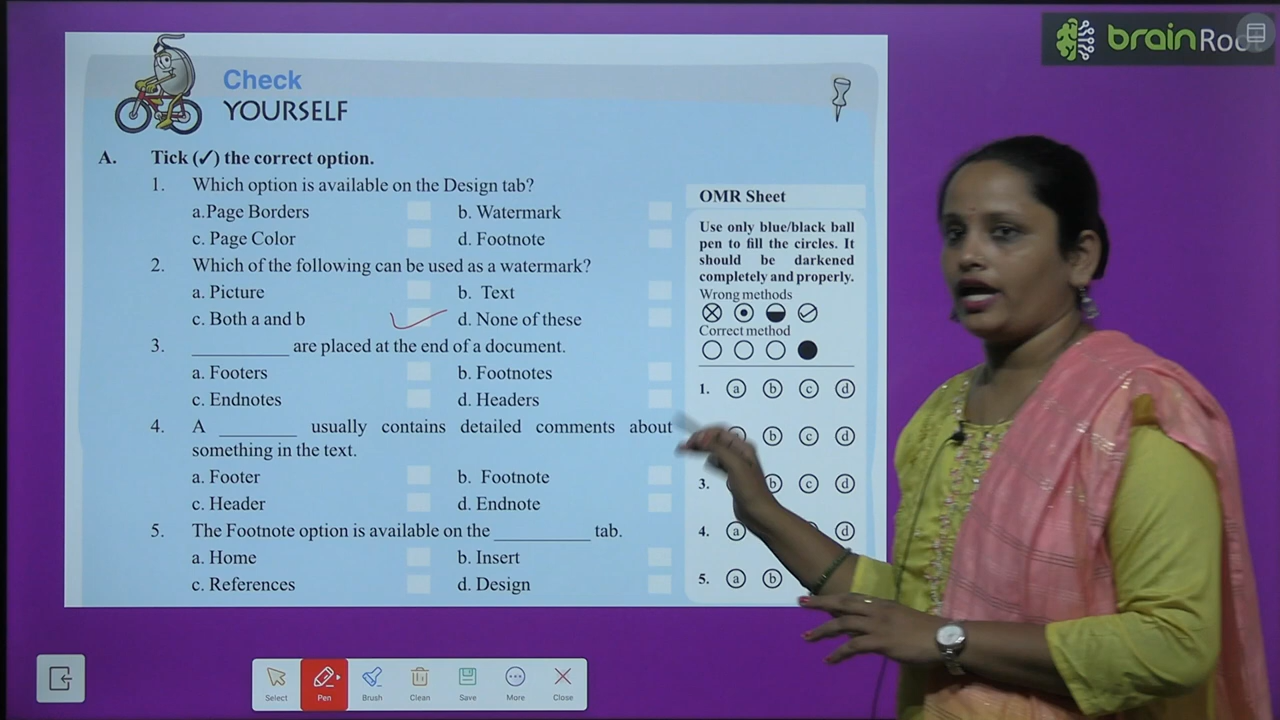 brainRoot
Check
YOURSELF
A. Tick (✓) the correct option.
1. Which option is available on the Design tab?
a.Page Borders b. Watermark
c. Page Color d. Footnote
2. Which of the following can be used as a watermark?
a. Picture b. Text
c. Both a and b d. None of these
3. __________ are placed at the end of a document.
a. Footers b. Footnotes
c. Endnotes d. Headers
4. A ________ usually contains detailed comments about
something in the text.
a. Footer b. Footnote
c. Header d. Endnote
5. The Footnote option is available on the __________ tab.
a. Home b. Insert
c. References d. Design
OMR Sheet
Use only blue/black ball
pen to fill the circles. It
should be darkened
completely and properly.
Wrong methods
Correct method
1. a b c d
b c d
3. b c d
4. a d
5. a b
Select Pen Brush Clean Save More Close